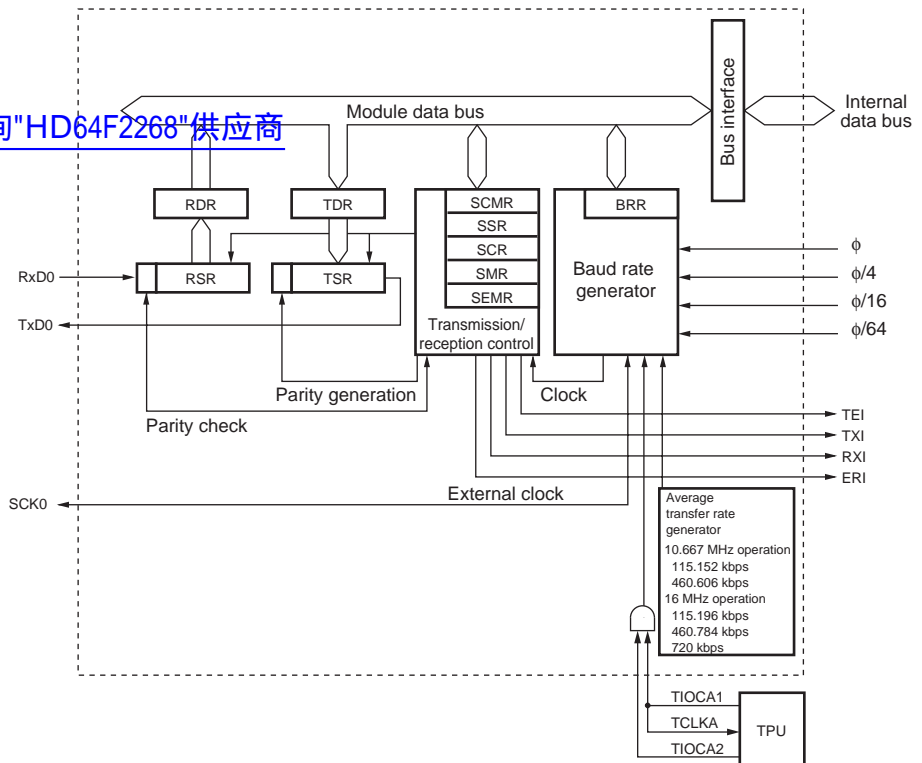 Module data bus
Bus interface
Internal
data bus
询"HD64F2268"供应商
RDR
TDR
SCMR
SSR
SCR
SMR
SEMR
BRR
RxD0
RSR
TSR
TxD0
Transmission/
reception control
Baud rate
generator
ϕ
ϕ/4
ϕ/16
ϕ/64
Parity generation
Clock
Parity check
TEI
TXI
RXI
ERI
SCK0
External clock
Average
transfer rate
generator
10.667 MHz operation
115.152 kbps
460.606 kbps
16 MHz operation
115.196 kbps
460.784 kbps
720 kbps
TIOCA1
TCLKA
TIOCA2
TPU